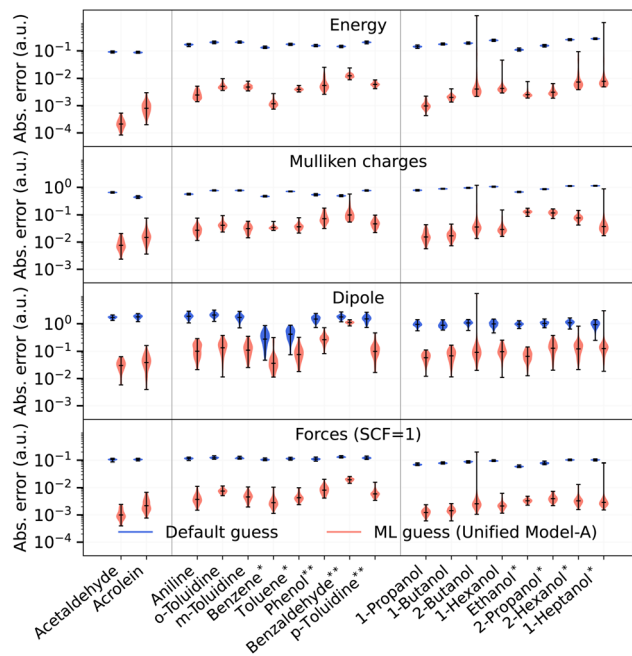 Energy
Abs. error (a.u.)
10⁻¹
10⁻²
10⁻³
10⁻⁴
Mulliken charges
Abs. error (a.u.)
10⁰
10⁻¹
10⁻²
10⁻³
Dipole
Abs. error (a.u.)
10⁰
10⁻¹
10⁻²
10⁻³
Forces (SCF=1)
Abs. error (a.u.)
10⁻¹
10⁻²
10⁻³
10⁻⁴
Default guess
ML guess (Unified Model-A)
Acetaldehyde
Acrolein
Aniline
o-Toluidine
m-Toluidine
Benzene*
Toluene*
Phenol**
Benzaldehyde**
p-Toluidine**
1-Propanol
1-Butanol
2-Butanol
1-Hexanol
Ethanol*
2-Propanol*
2-Hexanol*
1-Heptanol*